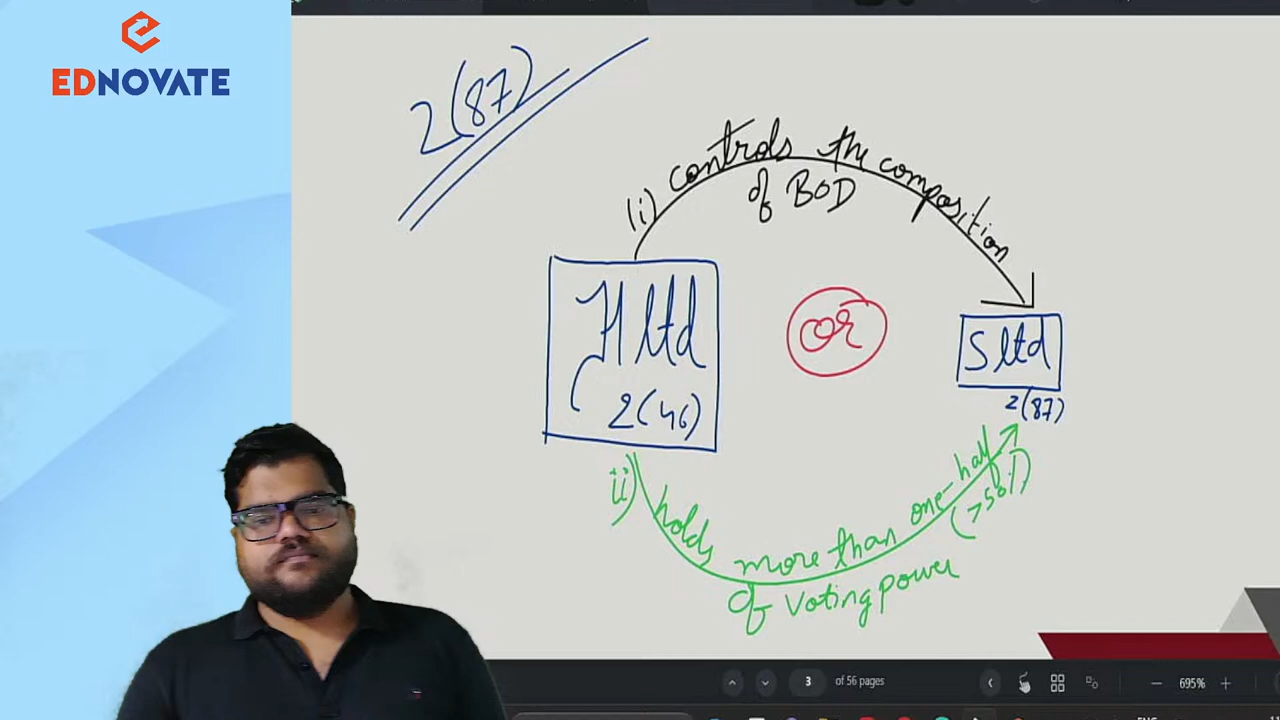 EDNOVATE
2(87)
(i) controls the composition
of BOD
H ltd
2(46)
or
S ltd
2(87)
ii) holds more than one-half
(>50%)
of Voting power
3 of 56 pages
695%